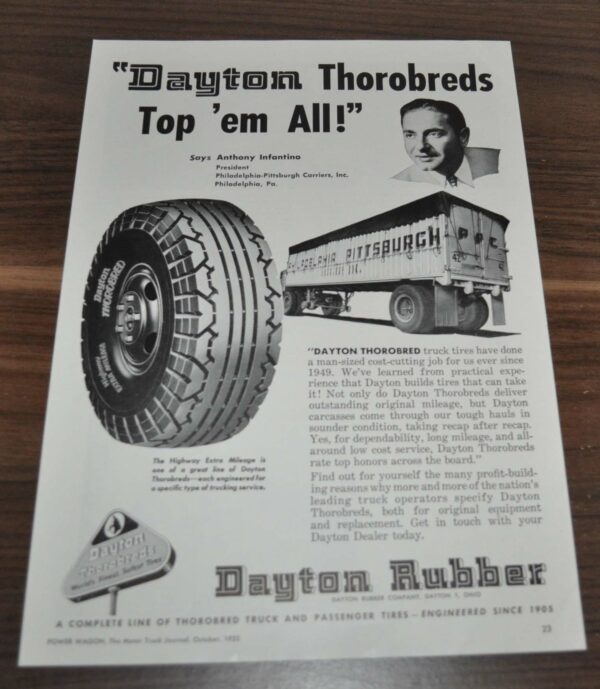 "Dayton Thorobreds
Top 'em All!"
Says Anthony Infantino
President
Philadelphia-Pittsburgh Carriers, Inc.
Philadelphia, Pa.
PHILADELPHIA PITTSBURGH
P P C
Dayton
THOROBRED
"DAYTON THOROBRED truck tires have done
a man-sized cost-cutting job for us ever since
1949. We've learned from practical expe-
rience that Dayton builds tires that can take
it! Not only do Dayton Thorobreds deliver
outstanding original mileage, but Dayton
carcasses come through our tough hauls in
sounder condition, taking recap after recap.
Yes, for dependability, long mileage, and all-
around low cost service, Dayton Thorobreds
rate top honors across the board."
The Highway Extra Mileage is
one of a great line of Dayton
Thorobreds—each engineered for
a specific type of trucking service.
Find out for yourself the many profit-build-
ing reasons why more and more of the nation's
leading truck operators specify Dayton
Thorobreds, both for original equipment
and replacement. Get in touch with your
Dayton Dealer today.
Dayton
Thorobreds
World's Finest, Safest Tires
Dayton Rubber
DAYTON RUBBER COMPANY, DAYTON 1, OHIO
A COMPLETE LINE OF THOROBRED TRUCK AND PASSENGER TIRES — ENGINEERED SINCE 1905
POWER WAGON, The Motor Truck Journal, October, 1955
23